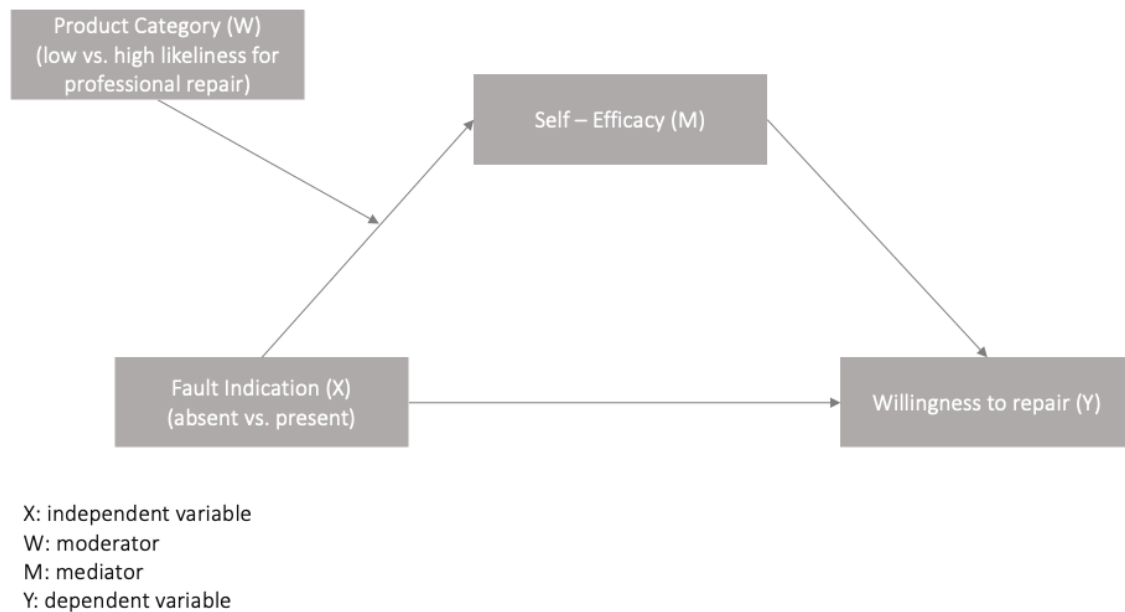 Product Category (W)
(low vs. high likeliness for
professional repair)
Self – Efficacy (M)
Fault Indication (X)
(absent vs. present)
Willingness to repair (Y)
X: independent variable
W: moderator
M: mediator
Y: dependent variable